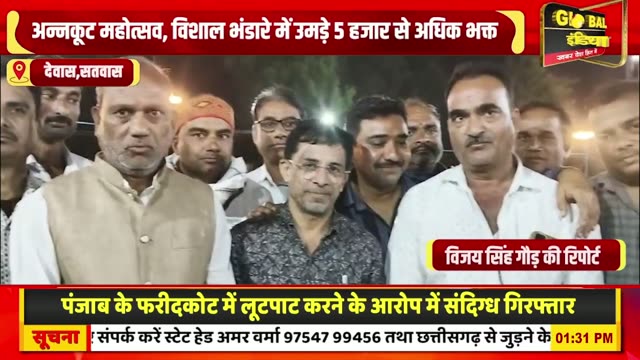 अन्नकूट महोत्सव, विशाल भंडारे में उमड़े 5 हजार से अधिक भक्त
GLOBAL
इंडिया
देवास,सतवास
विजय सिंह गौड़ की रिपोर्ट
पंजाब के फरीदकोट में लूटपाट करने के आरोप में संदिग्ध गिरफ्तार
सूचना
संपर्क करें स्टेट हेड अमर वर्मा 97547 99456 तथा छत्तीसगढ़ से जुड़ने के
01:31 PM